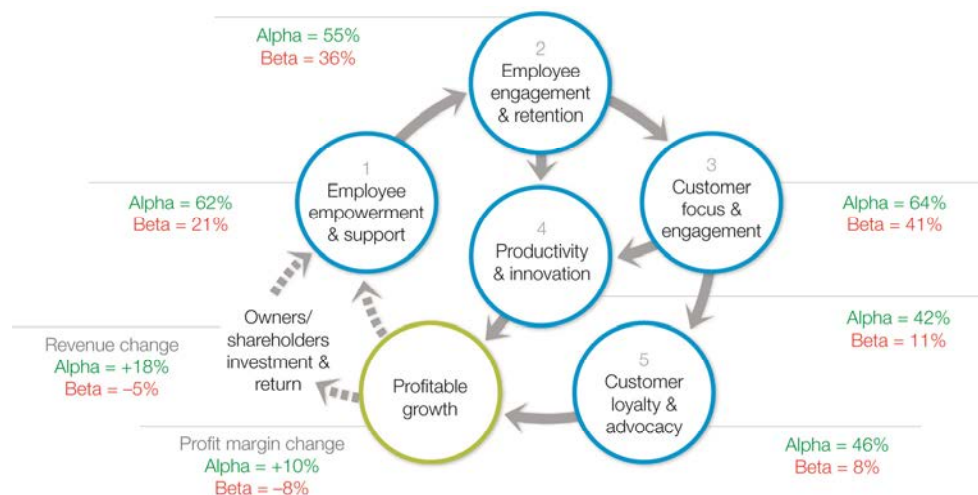 Alpha = 55%
Beta = 36%
2
Employee
engagement
& retention
Alpha = 62%
Beta = 21%
1
Employee
empowerment
& support
3
Customer
focus &
engagement
Alpha = 64%
Beta = 41%
4
Productivity
& innovation
Owners/
shareholders
investment &
return
Revenue change
Alpha = +18%
Beta = –5%
Profitable
growth
5
Customer
loyalty &
advocacy
Alpha = 42%
Beta = 11%
Profit margin change
Alpha = +10%
Beta = –8%
Alpha = 46%
Beta = 8%